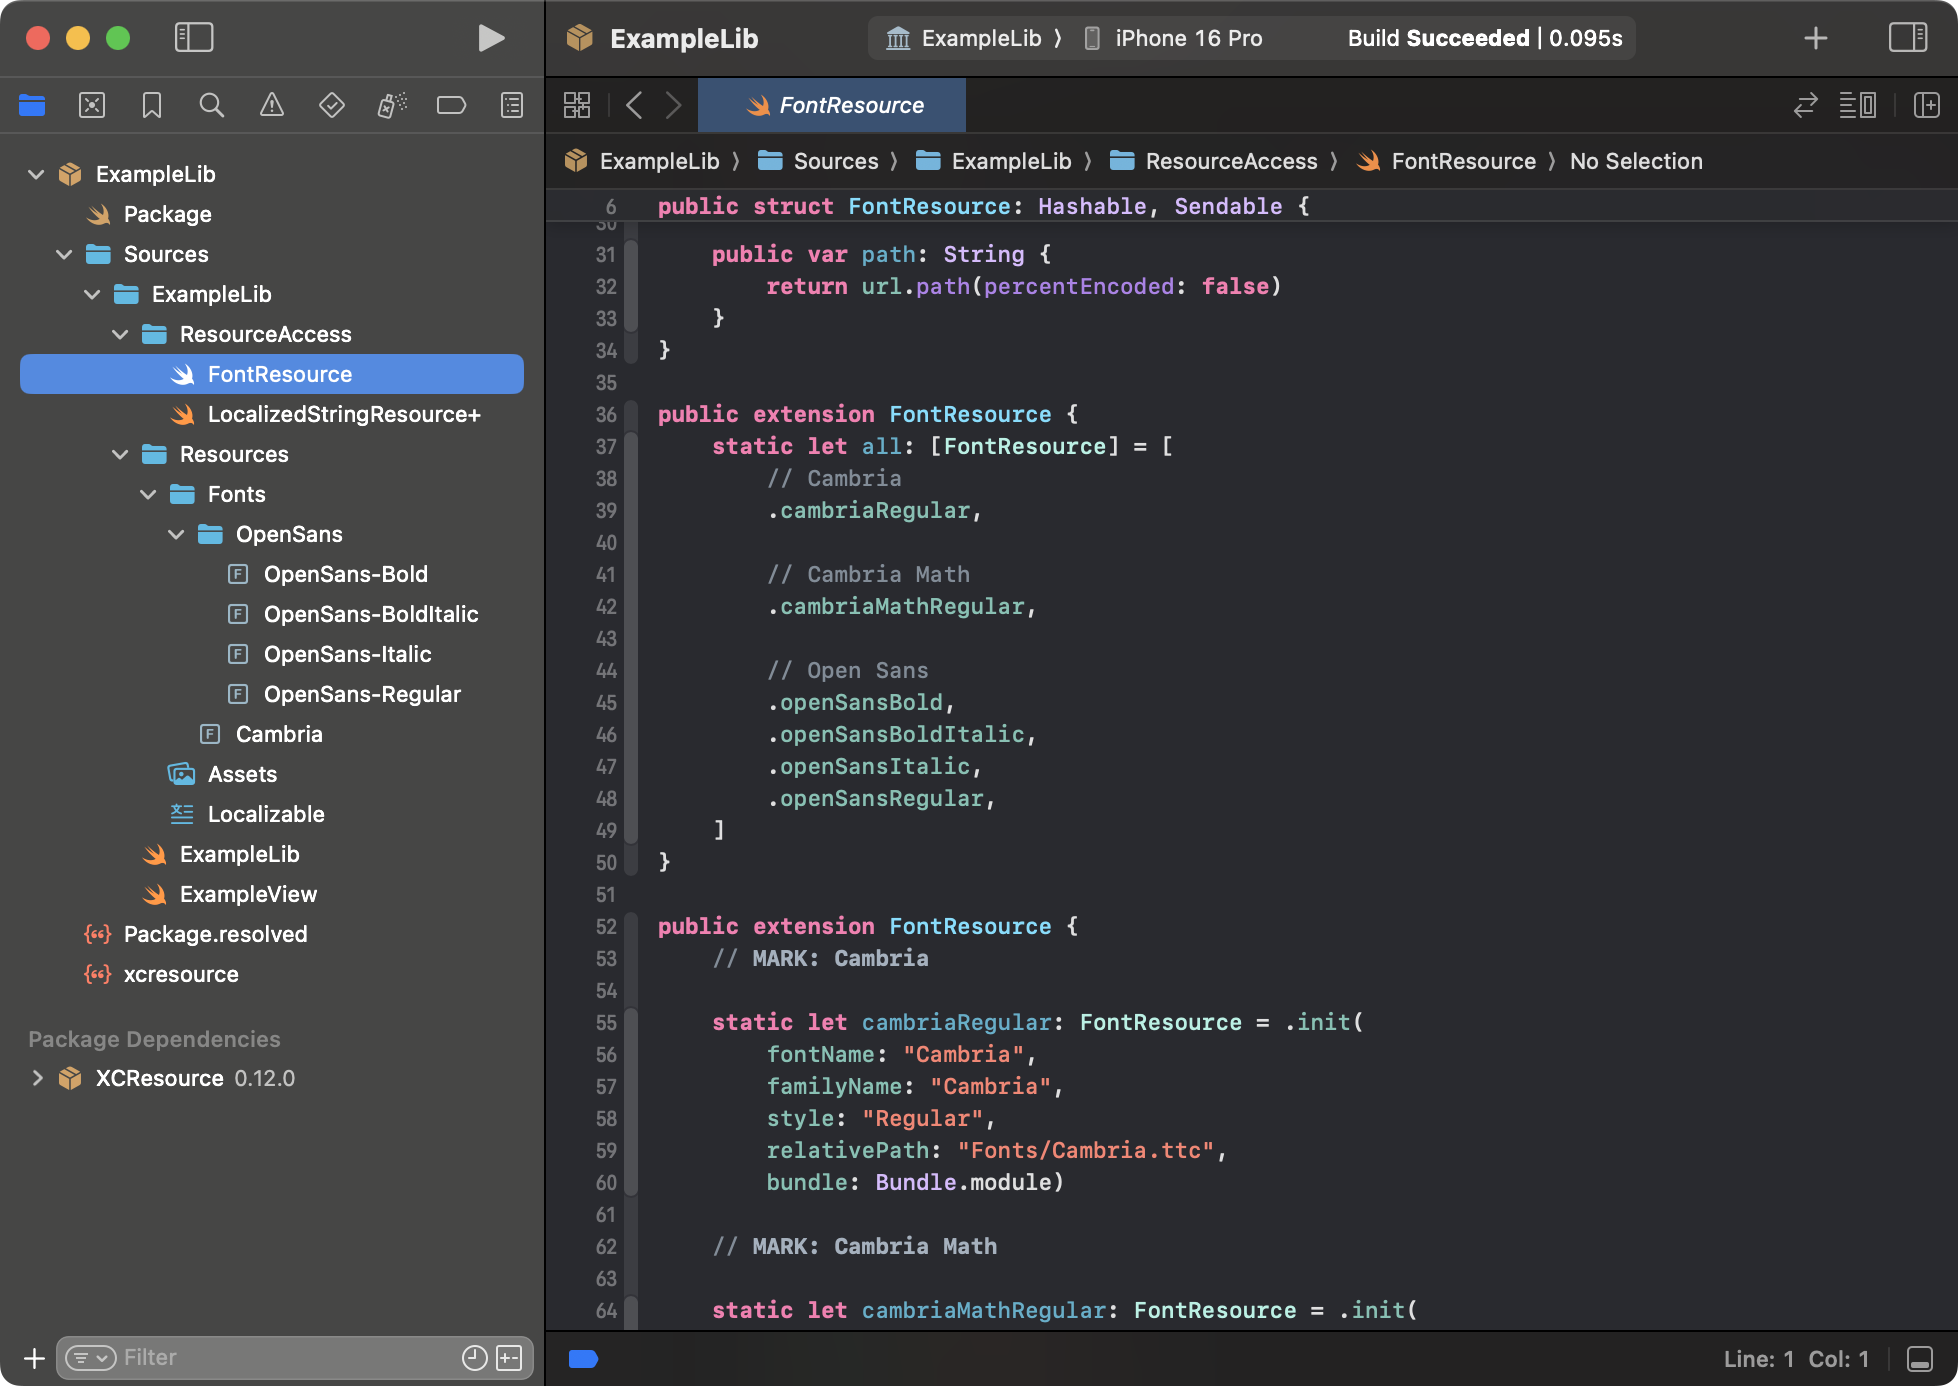 ExampleLib
ExampleLib ⟩ iPhone 16 Pro
Build Succeeded | 0.095s
FontResource
ExampleLib ⟩ Sources ⟩ ExampleLib ⟩ ResourceAccess ⟩ FontResource ⟩ No Selection
ExampleLib
Package
Sources
ExampleLib
ResourceAccess
FontResource
LocalizedStringResource+
Resources
Fonts
OpenSans
F OpenSans-Bold
F OpenSans-BoldItalic
F OpenSans-Italic
F OpenSans-Regular
F Cambria
Assets
Localizable
ExampleLib
ExampleView
Package.resolved
xcresource
Package Dependencies
XCResource 0.12.0
Filter
6 public struct FontResource: Hashable, Sendable {
30
31     public var path: String {
32         return url.path(percentEncoded: false)
33     }
34 }
35
36 public extension FontResource {
37     static let all: [FontResource] = [
38         // Cambria
39         .cambriaRegular,
40
41         // Cambria Math
42         .cambriaMathRegular,
43
44         // Open Sans
45         .openSansBold,
46         .openSansBoldItalic,
47         .openSansItalic,
48         .openSansRegular,
49     ]
50 }
51
52 public extension FontResource {
53     // MARK: Cambria
54
55     static let cambriaRegular: FontResource = .init(
56         fontName: "Cambria",
57         familyName: "Cambria",
58         style: "Regular",
59         relativePath: "Fonts/Cambria.ttc",
60         bundle: Bundle.module)
61
62     // MARK: Cambria Math
63
64     static let cambriaMathRegular: FontResource = .init(
Line: 1 Col: 1